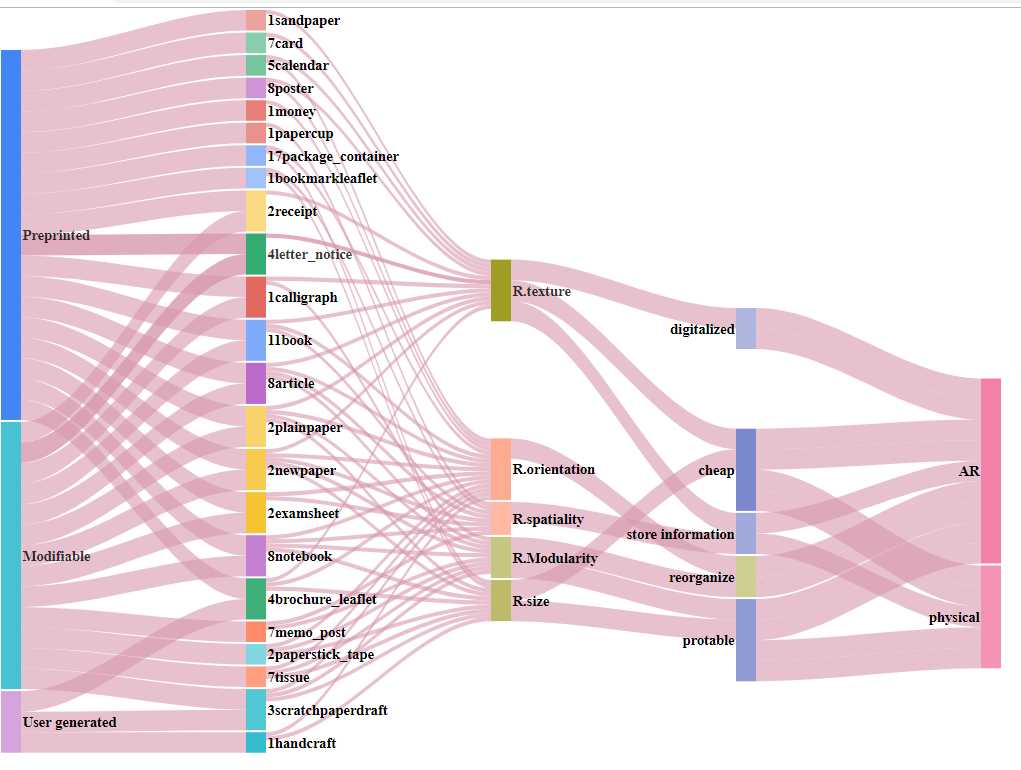 Preprinted
Modifiable
User generated
1sandpaper
7card
5calendar
8poster
1money
1papercup
17package_container
1bookmarkleaflet
2receipt
4letter_notice
1calligraph
11book
8article
2plainpaper
2newpaper
2examsheet
8notebook
4brochure_leaflet
7memo_post
2paperstick_tape
7tissue
3scratchpaperdraft
1handcraft
R.texture
R.orientation
R.spatiality
R.Modularity
R.size
digitalized
cheap
store information
reorganize
protable
AR
physical